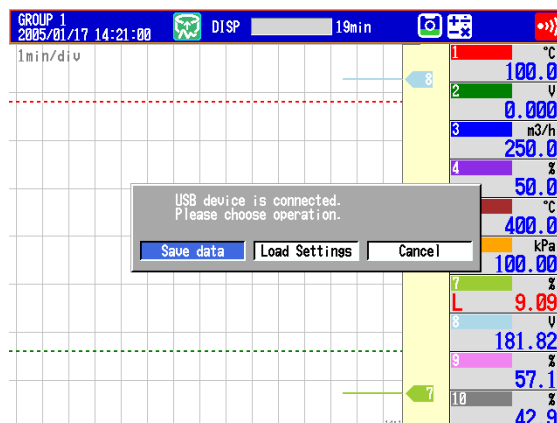 GROUP 1
2005/01/17 14:21:00
DISP
19min
1min/div
8
1 °C
100.0
2 V
0.000
3 m3/h
250.0
4 %
50.0
°C
400.0
kPa
100.00
7 %
L 9.09
8 V
181.82
9 %
57.1
10 %
42.9
7
USB device is connected.
Please choose operation.
Save data
Load Settings
Cancel